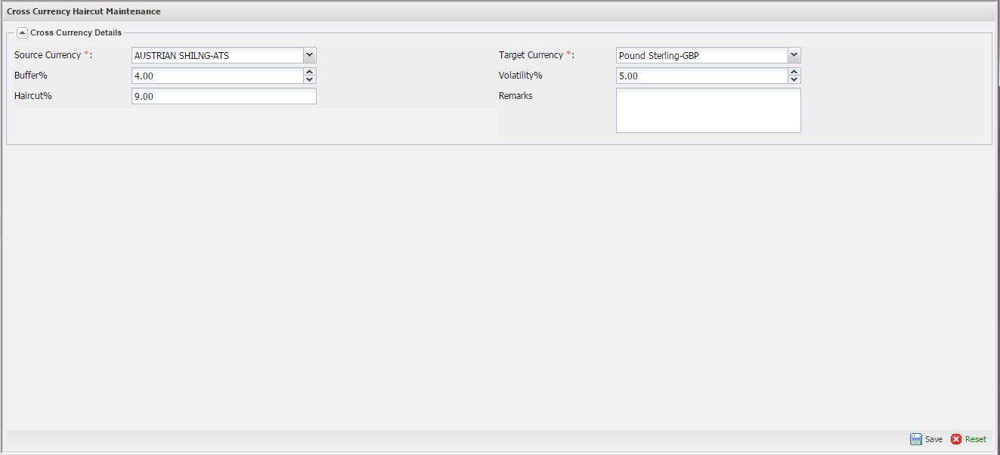 Cross Currency Haircut Maintenance
Cross Currency Details
Source Currency *: AUSTRIAN SHILNG-ATS Target Currency *: Pound Sterling-GBP
Buffer% 4.00 Volatility% 5.00
Haircut% 9.00 Remarks
Save Reset